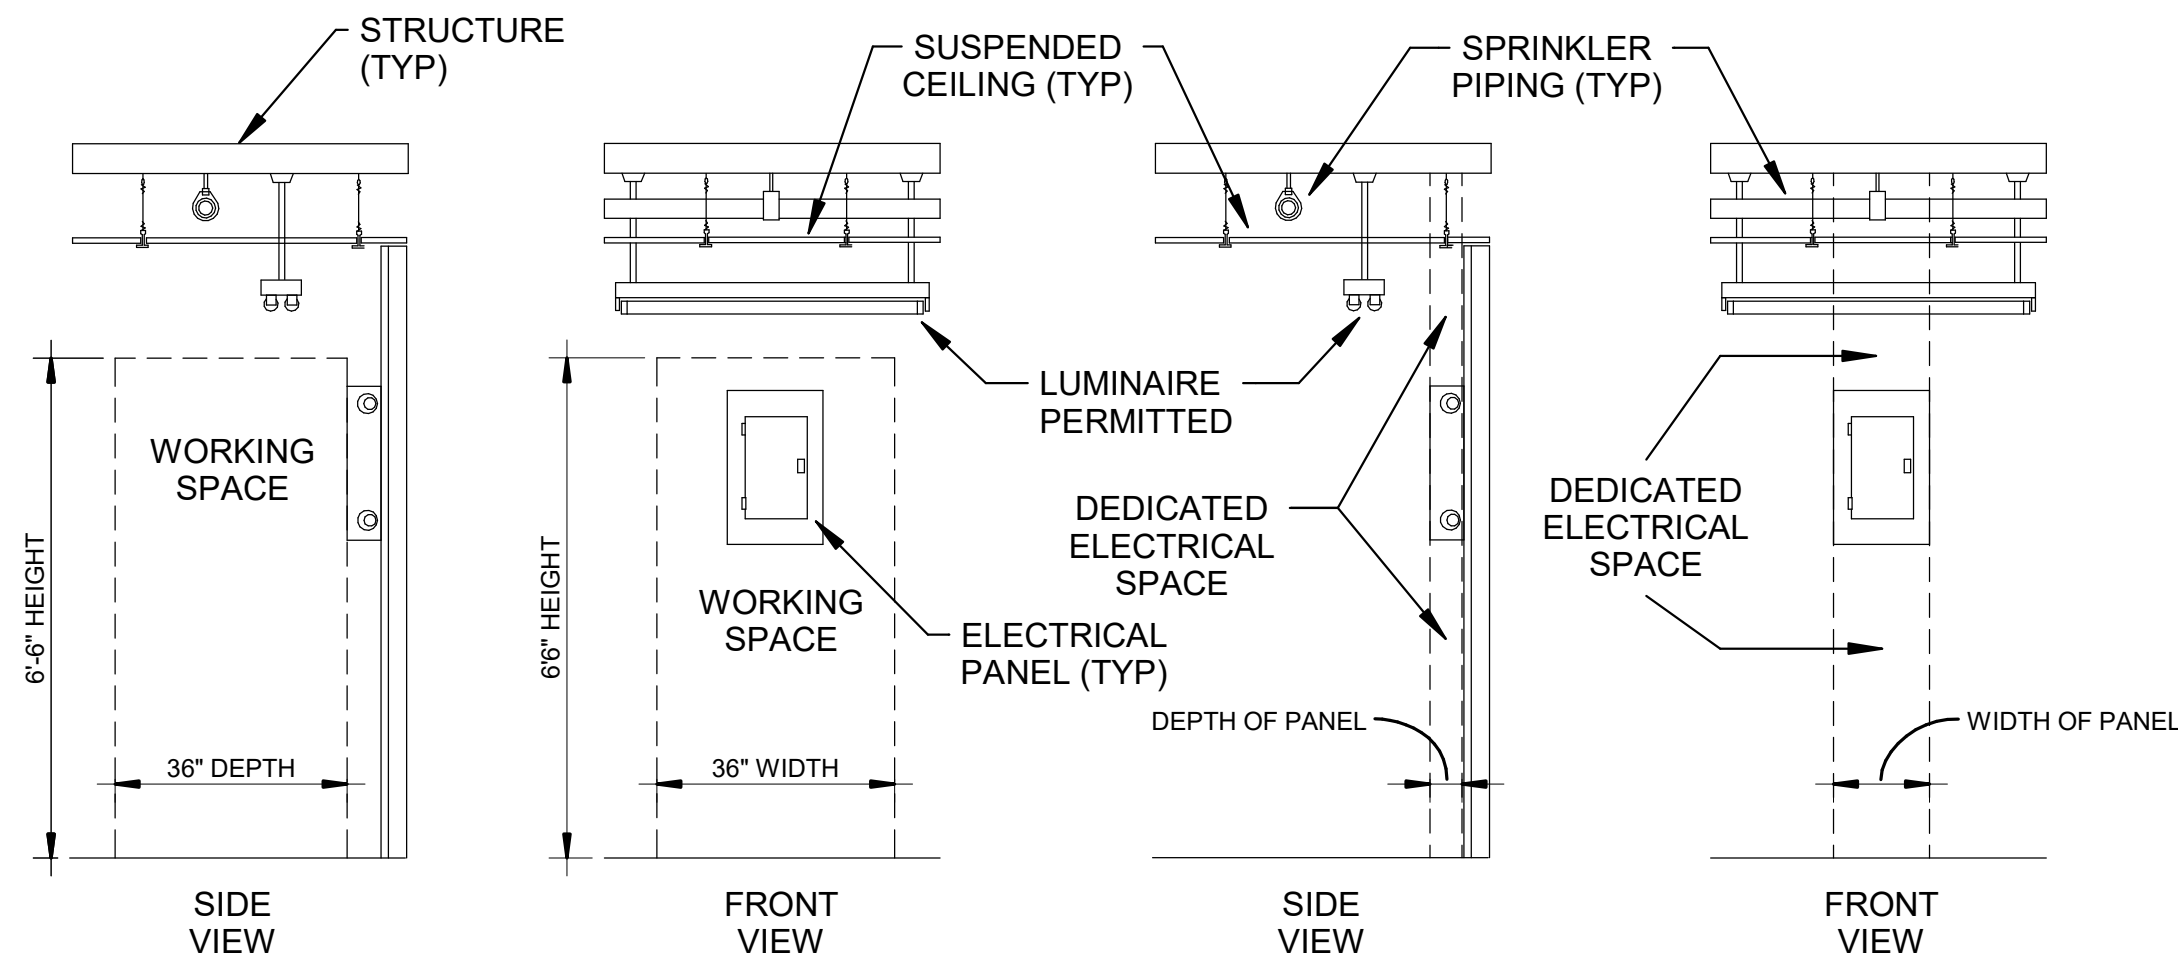 STRUCTURE
(TYP)
SUSPENDED
CEILING (TYP)
SPRINKLER
PIPING (TYP)
WORKING
SPACE
6'-6" HEIGHT
36" DEPTH
SIDE
VIEW
6'6" HEIGHT
WORKING
SPACE
36" WIDTH
FRONT
VIEW
LUMINAIRE
PERMITTED
ELECTRICAL
PANEL (TYP)
DEDICATED
ELECTRICAL
SPACE
DEPTH OF PANEL
SIDE
VIEW
DEDICATED
ELECTRICAL
SPACE
WIDTH OF PANEL
FRONT
VIEW